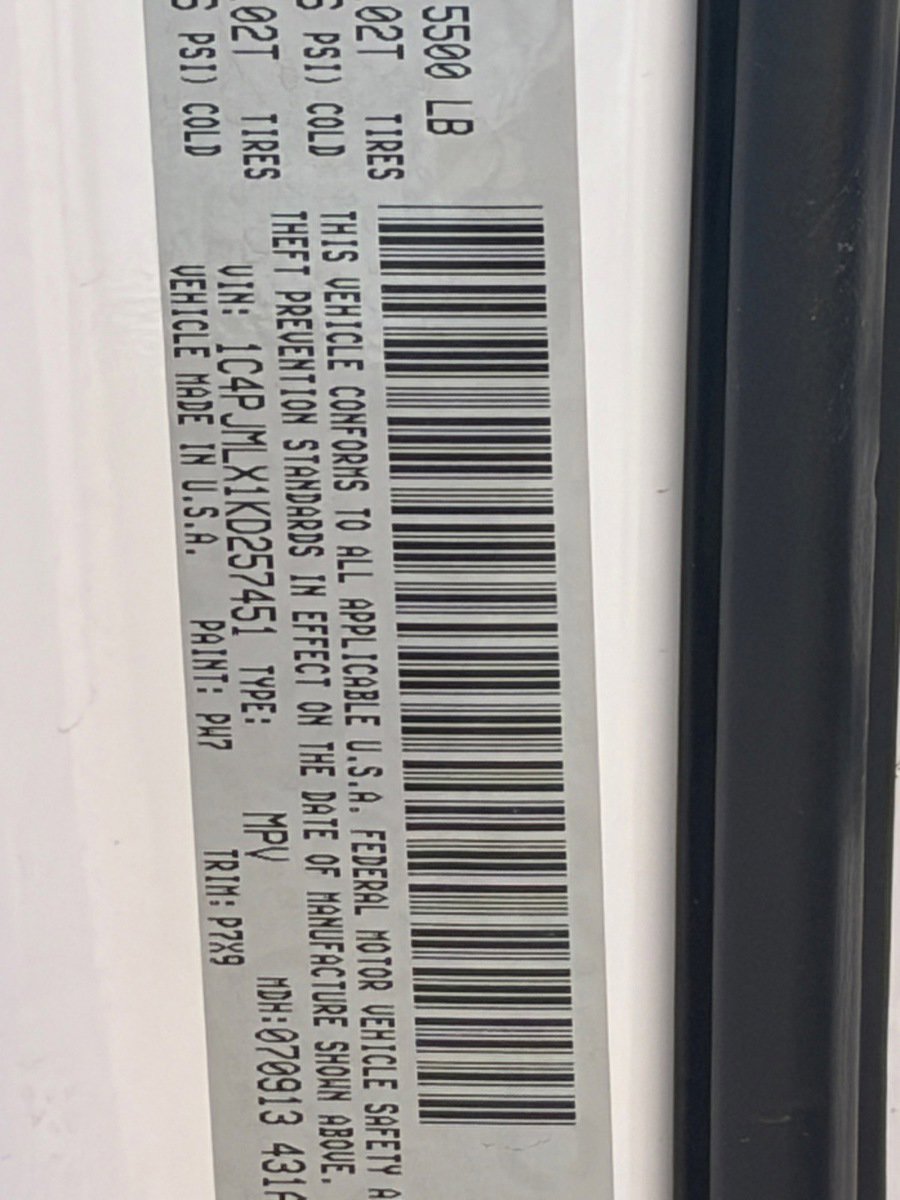 5500 LB
02T TIRES
PSI) COLD
02T TIRES
PSI) COLD
THIS VEHICLE CONFORMS TO ALL APPLICABLE U.S.A. FEDERAL MOTOR VEHICLE SAFETY A
THEFT PREVENTION STANDARDS IN EFFECT ON THE DATE OF MANUFACTURE SHOWN ABOVE.
VIN: 1C4PJMLX1KD257451 TYPE: MPV MDH:070913 431A
VEHICLE MADE IN U.S.A. PAINT: PW7 TRIM: P7X9